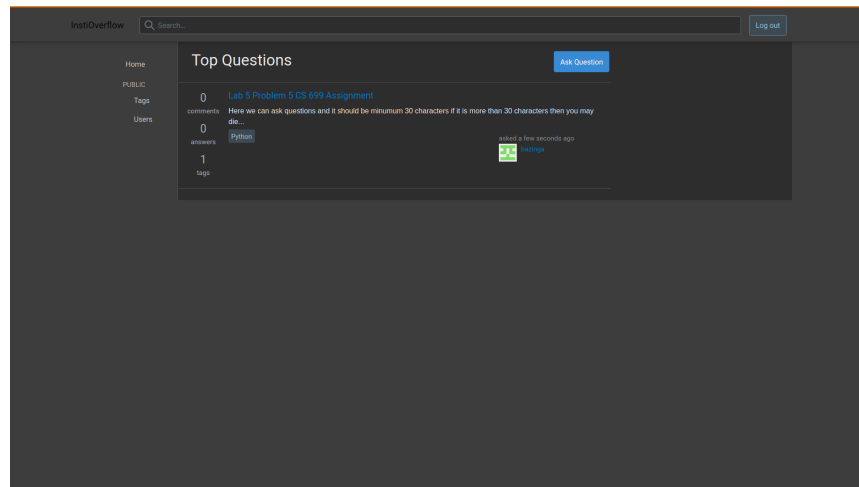 InstiOverflow
Search...
Log out
Home
PUBLIC
Tags
Users
Top Questions
Ask Question
0
comments
0
answers
1
tags
Lab 5 Problem 5 CS 699 Assignment
Here we can ask questions and it should be minumum 30 characters if it is more than 30 characters then you may
die...
Python
asked a few seconds ago
bazinga